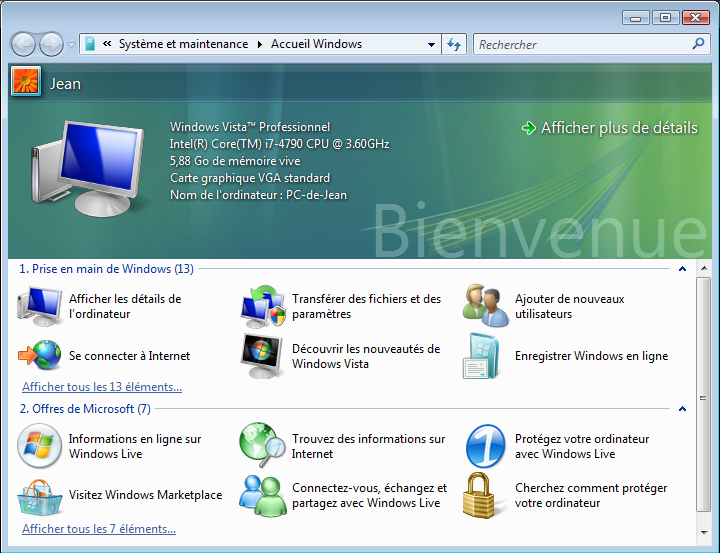 « Système et maintenance Accueil Windows Rechercher
Jean
Windows Vista™ Professionnel
Intel(R) Core(TM) i7-4790 CPU @ 3.60GHz
5,88 Go de mémoire vive
Carte graphique VGA standard
Nom de l'ordinateur : PC-de-Jean
Afficher plus de détails
Bienvenue
1. Prise en main de Windows (13)
Afficher les détails de
l'ordinateur
Transférer des fichiers et des
paramètres
Ajouter de nouveaux
utilisateurs
Se connecter à Internet
Découvrir les nouveautés de
Windows Vista
Enregistrer Windows en ligne
Afficher tous les 13 éléments...
2. Offres de Microsoft (7)
Informations en ligne sur
Windows Live
Trouvez des informations sur
Internet
Protégez votre ordinateur
avec Windows Live
Visitez Windows Marketplace
Connectez-vous, échangez et
partagez avec Windows Live
Cherchez comment protéger
votre ordinateur
Afficher tous les 7 éléments...